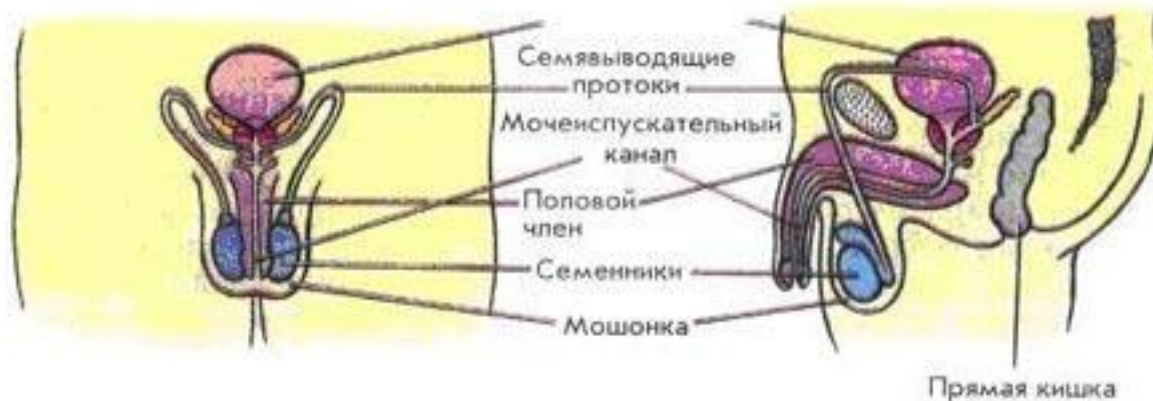 Семявыводящие
протоки
Мочеиспускательный
канал
Половой
член
Семенники
Мошонка
Прямая кишка